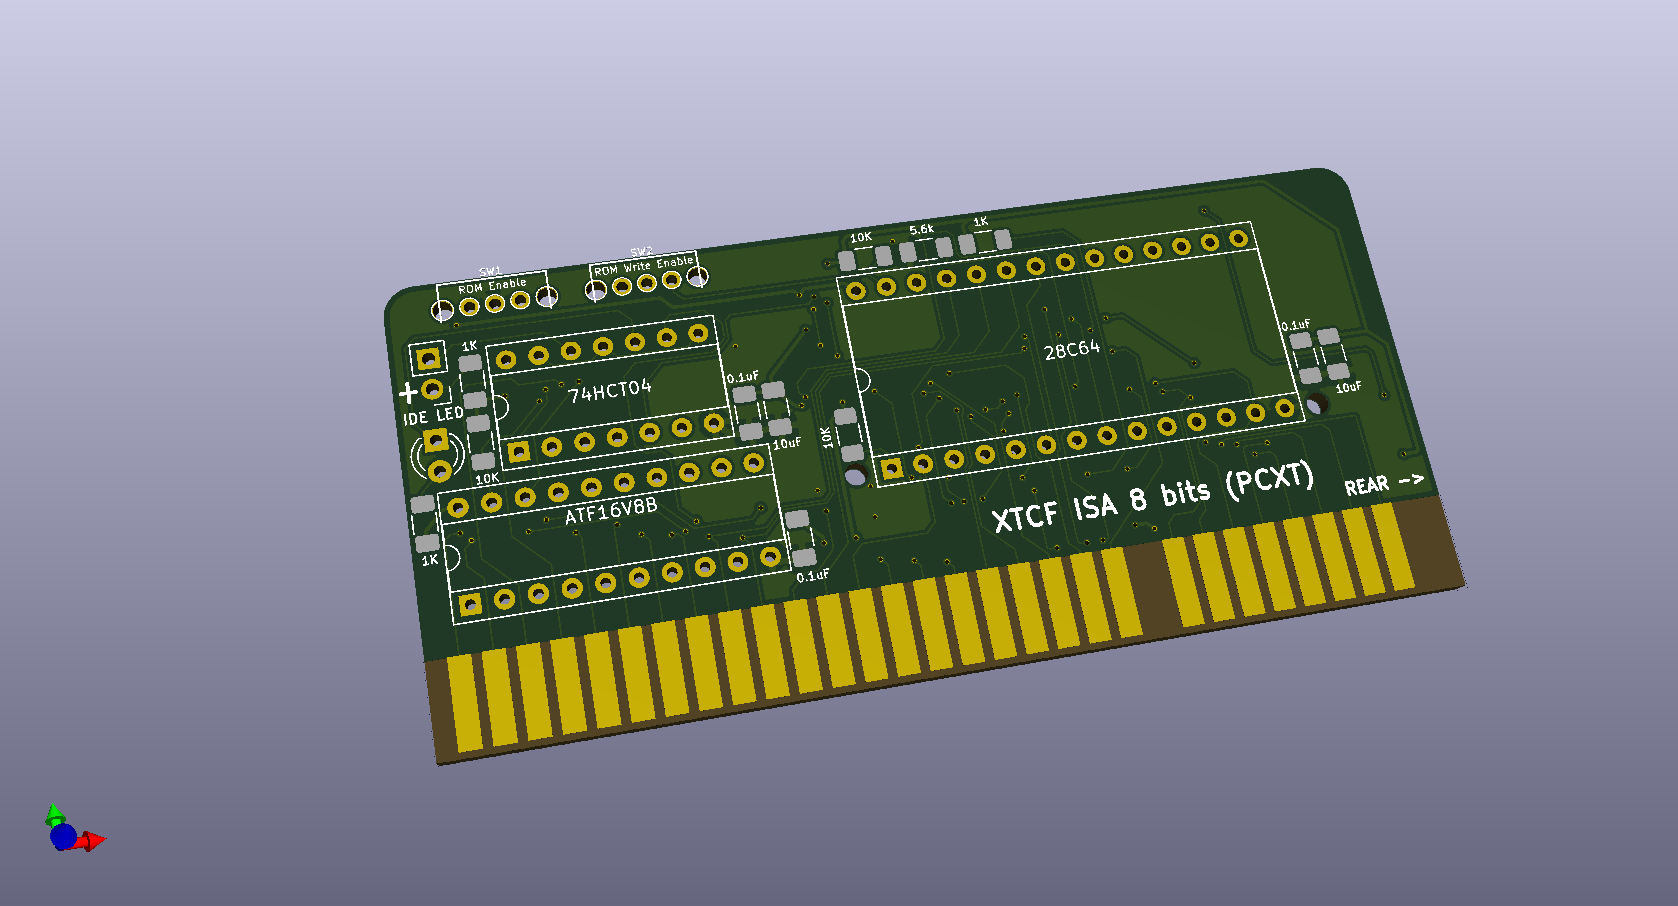 SW1
ROM Enable
SW2
ROM Write Enable
10K
5.6k
1K
1K
+
IDE LED
74HCT04
0.1uF
10uF
10K
28C64
0.1uF
10uF
10K
ATF16V8B
1K
0.1uF
XTCF ISA 8 bits (PCXT)
REAR ->